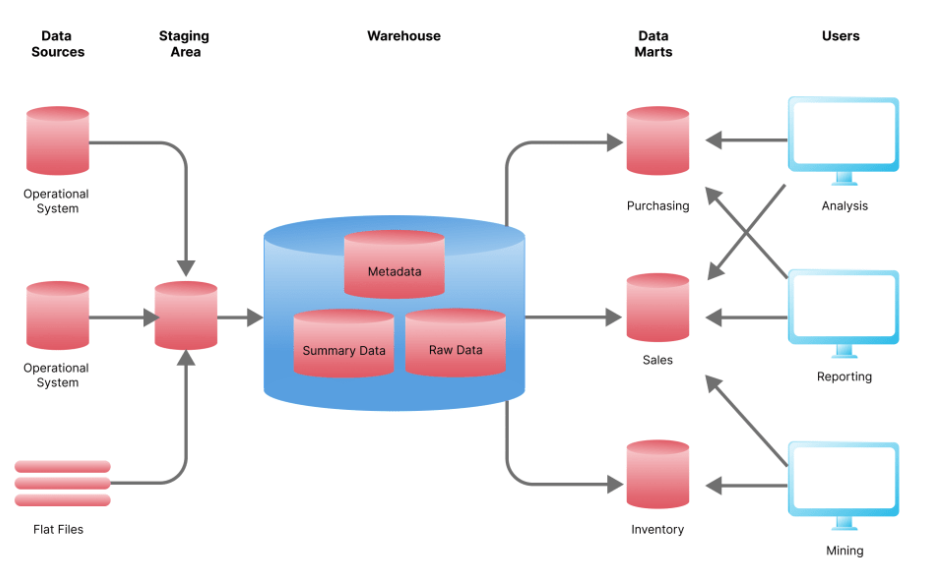 Data
Sources
Staging
Area
Warehouse
Data
Marts
Users
Operational
System
Purchasing
Analysis
Metadata
Summary Data
Raw Data
Operational
System
Sales
Reporting
Flat Files
Inventory
Mining